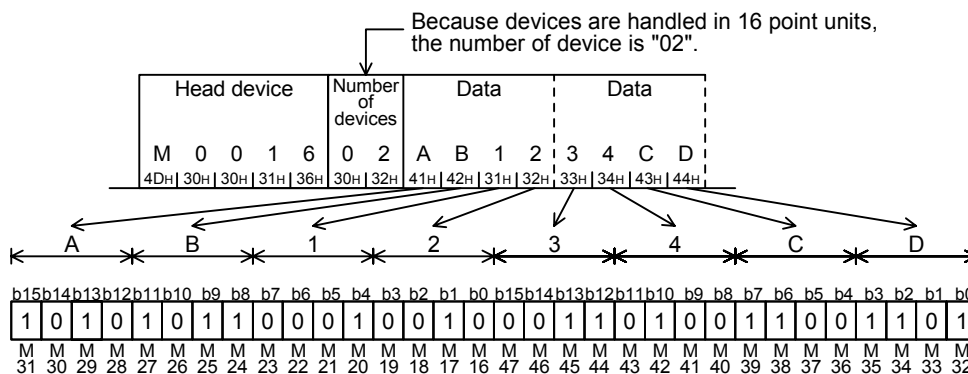 Because devices are handled in 16 point units,
the number of device is "02".
Head device Number of devices Data Data
M 0 0 1 6 0 2 A B 1 2 3 4 C D
4DH 30H 30H 31H 36H 30H 32H 41H 42H 31H 32H 33H 34H 43H 44H
A B 1 2 3 4 C D
b15 b14 b13 b12 b11 b10 b9 b8 b7 b6 b5 b4 b3 b2 b1 b0 b15 b14 b13 b12 b11 b10 b9 b8 b7 b6 b5 b4 b3 b2 b1 b0
1 0 1 0 1 0 1 1 0 0 0 1 0 0 1 0 0 0 1 1 0 1 0 0 1 1 0 0 1 1 0 1
M M M M M M M M M M M M M M M M M M M M M M M M M M M M M M M M
31 30 29 28 27 26 25 24 23 22 21 20 19 18 17 16 47 46 45 44 43 42 41 40 39 38 37 36 35 34 33 32